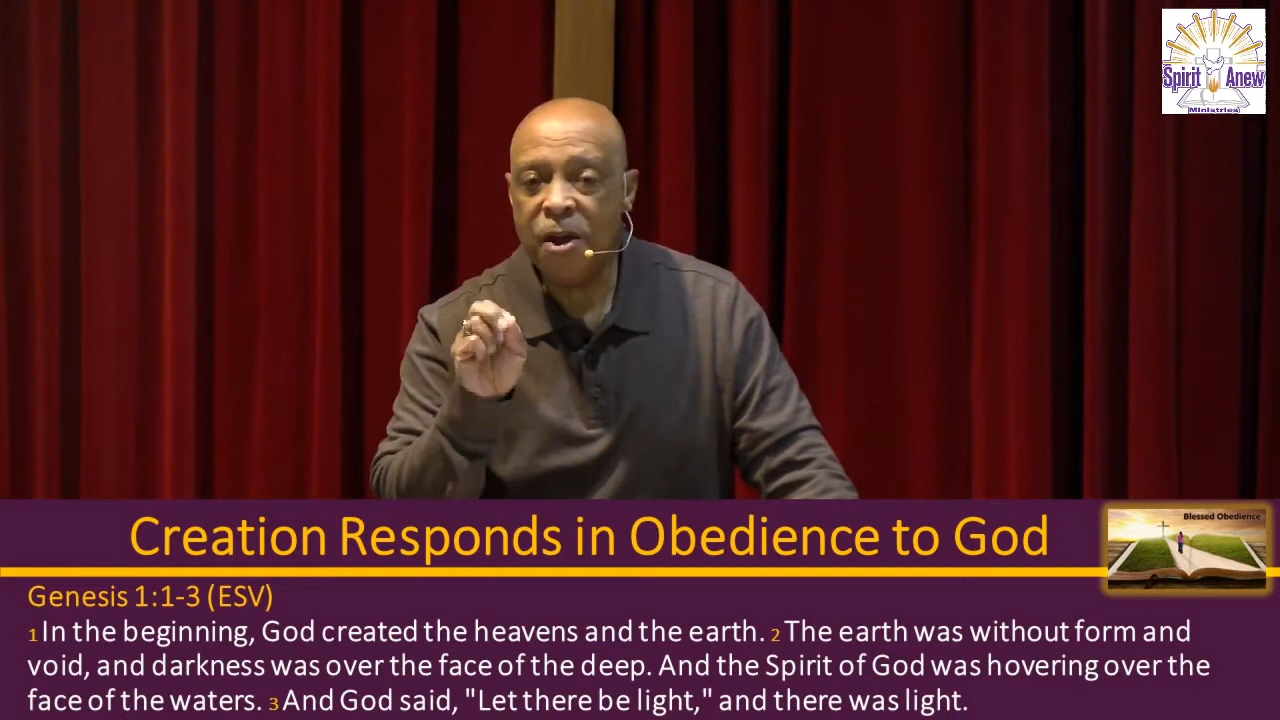 Spirit Anew
Ministries
Creation Responds in Obedience to God
Blessed Obedience
Genesis 1:1-3 (ESV)
1 In the beginning, God created the heavens and the earth. 2 The earth was without form and
void, and darkness was over the face of the deep. And the Spirit of God was hovering over the
face of the waters. 3 And God said, "Let there be light," and there was light.